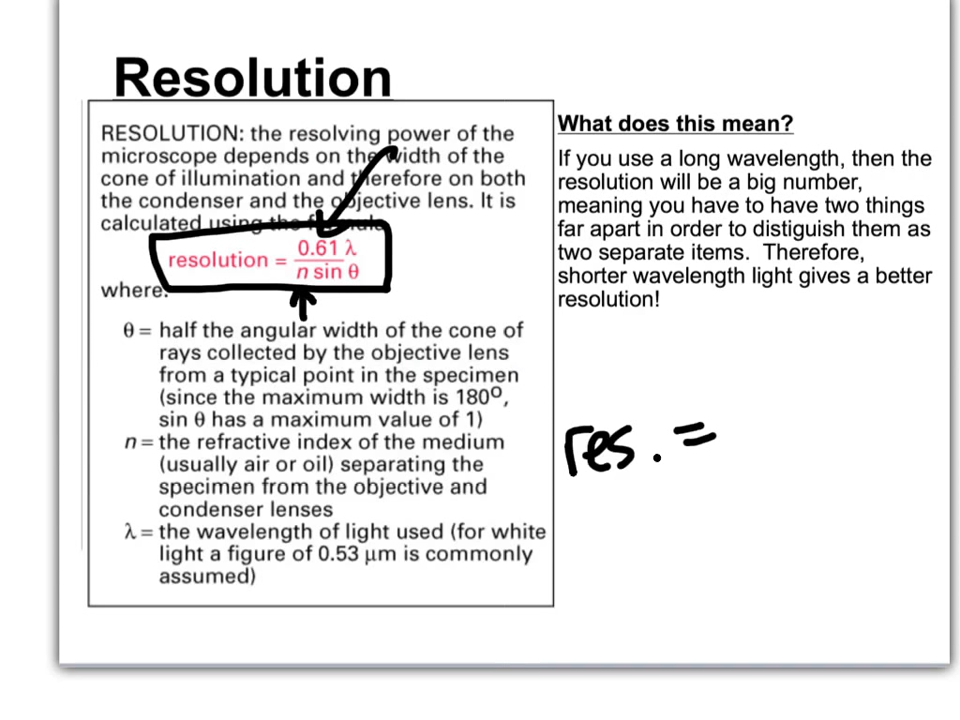 Resolution
RESOLUTION: the resolving power of the
microscope depends on the width of the
cone of illumination and therefore on both
the condenser and the objective lens. It is
calculated using the formula
resolution = 0.61 λ / n sin θ
where:
θ = half the angular width of the cone of
rays collected by the objective lens
from a typical point in the specimen
(since the maximum width is 180º,
sin θ has a maximum value of 1)
n = the refractive index of the medium
(usually air or oil) separating the
specimen from the objective and
condenser lenses
λ = the wavelength of light used (for white
light a figure of 0.53 μm is commonly
assumed)
What does this mean?
If you use a long wavelength, then the
resolution will be a big number,
meaning you have to have two things
far apart in order to distiguish them as
two separate items.  Therefore,
shorter wavelength light gives a better
resolution!
res. =